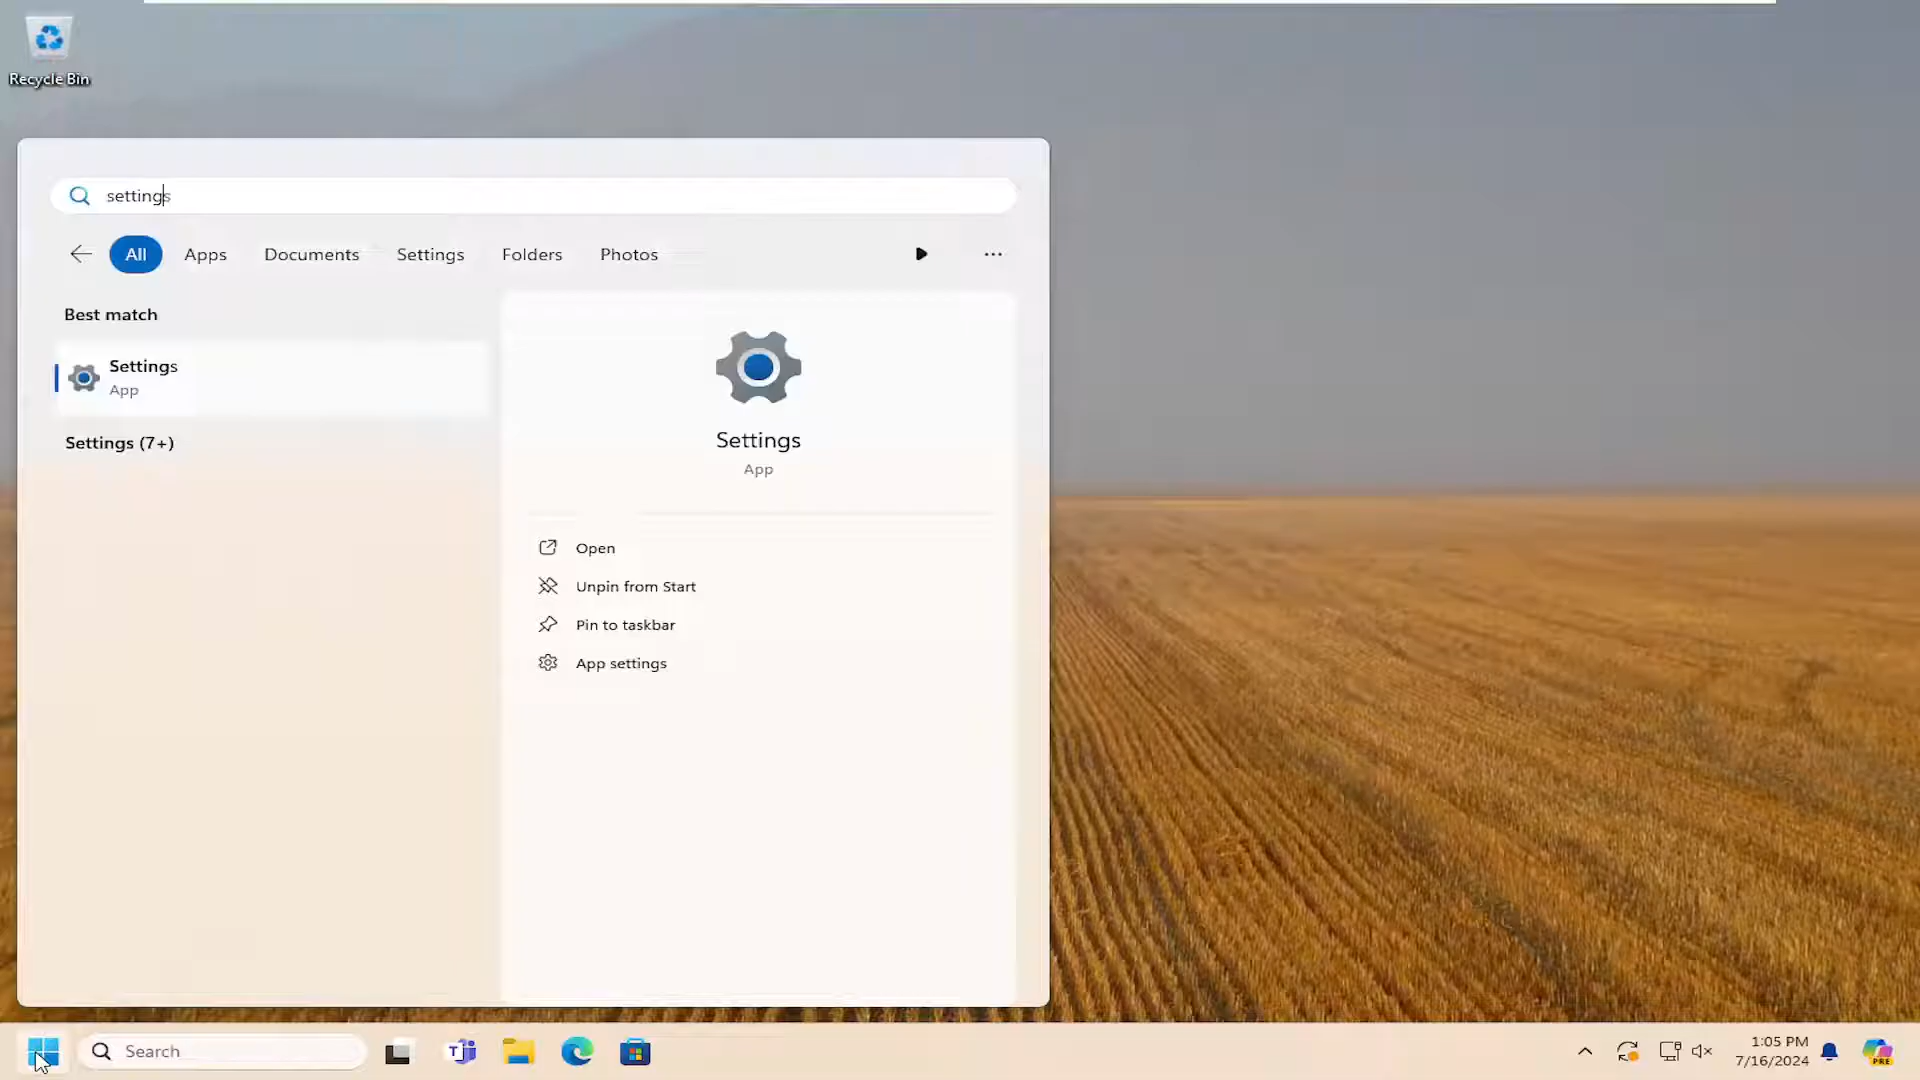 Recycle Bin
settings
All
Apps
Documents
Settings
Folders
Photos
Best match
Settings
App
Settings (7+)
Settings
App
Open
Unpin from Start
Pin to taskbar
App settings
Search
T
1:05 PM
7/16/2024
PRE